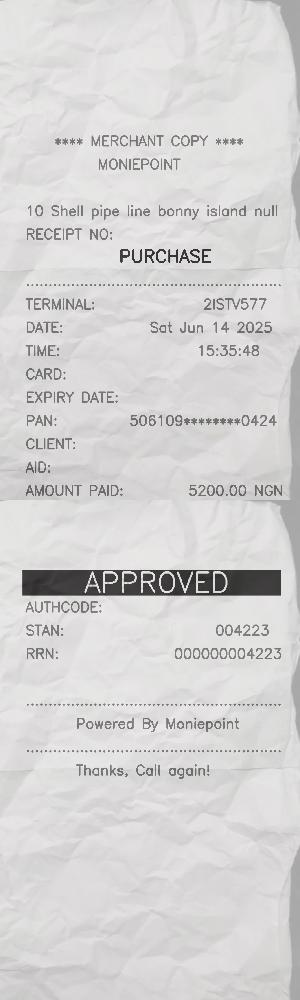 **** MERCHANT COPY ****
MONIEPOINT
10 Shell pipe line bonny island null
RECEIPT NO:
PURCHASE
TERMINAL: 2ISTV577
DATE: Sat Jun 14 2025
TIME: 15:35:48
CARD:
EXPIRY DATE:
PAN: 506109********0424
CLIENT:
AID:
AMOUNT PAID: 5200.00 NGN
APPROVED
AUTHCODE:
STAN: 004223
RRN: 000000004223
Powered By Moniepoint
Thanks, Call again!